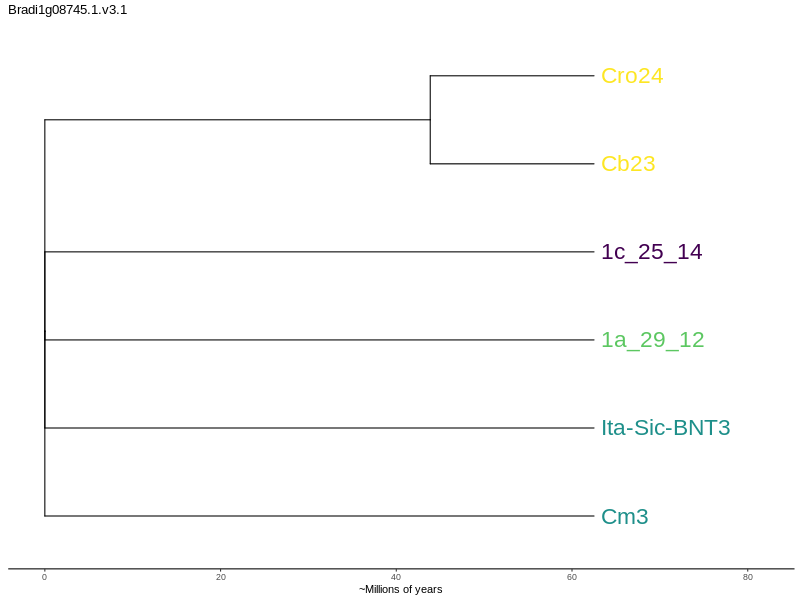 Bradi1g08745.1.v3.1
Cro24
Cb23
1c_25_14
1a_29_12
Ita-Sic-BNT3
Cm3
0 20 40 60 80
~Millions of years